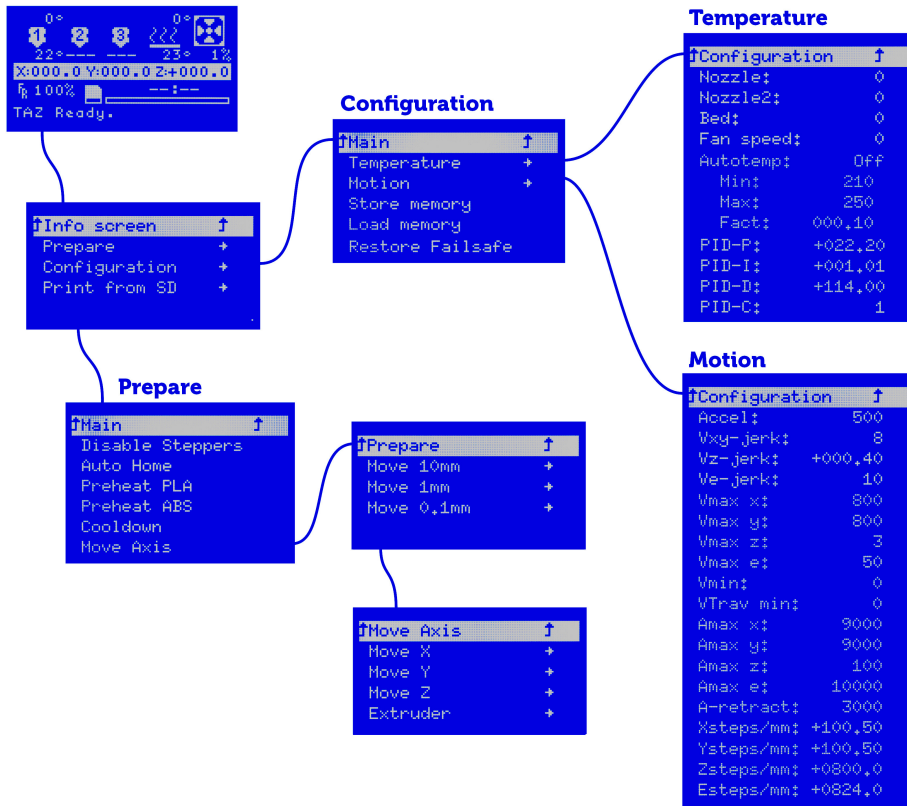 0° 0°
1 2 3
22°--- --- 23° 1%
X:000.0 Y:000.0 Z:+000.0
FR 100% --:--
TAZ Ready.
↑Info screen ↑
Prepare →
Configuration →
Print from SD →
Configuration
↑Main ↑
Temperature →
Motion →
Store memory
Load memory
Restore Failsafe
Temperature
↑Configuration ↑
Nozzle: 0
Nozzle2: 0
Bed: 0
Fan speed: 0
Autotemp: Off
Min: 210
Max: 250
Fact: 000.10
PID-P: +022.20
PID-I: +001.01
PID-D: +114.00
PID-C: 1
Prepare
↑Main ↑
Disable Steppers
Auto Home
Preheat PLA
Preheat ABS
Cooldown
Move Axis
↑Prepare ↑
Move 10mm →
Move 1mm →
Move 0.1mm →
↑Move Axis ↑
Move X →
Move Y →
Move Z →
Extruder →
Motion
↑Configuration ↑
Accel: 500
Vxy-jerk: 8
Vz-jerk: +000.40
Ve-jerk: 10
Vmax x: 800
Vmax y: 800
Vmax z: 3
Vmax e: 50
Vmin: 0
VTrav min: 0
Amax x: 9000
Amax y: 9000
Amax z: 100
Amax e: 10000
A-retract: 3000
Xsteps/mm: +100.50
Ysteps/mm: +100.50
Zsteps/mm: +0800.0
Esteps/mm: +0824.0